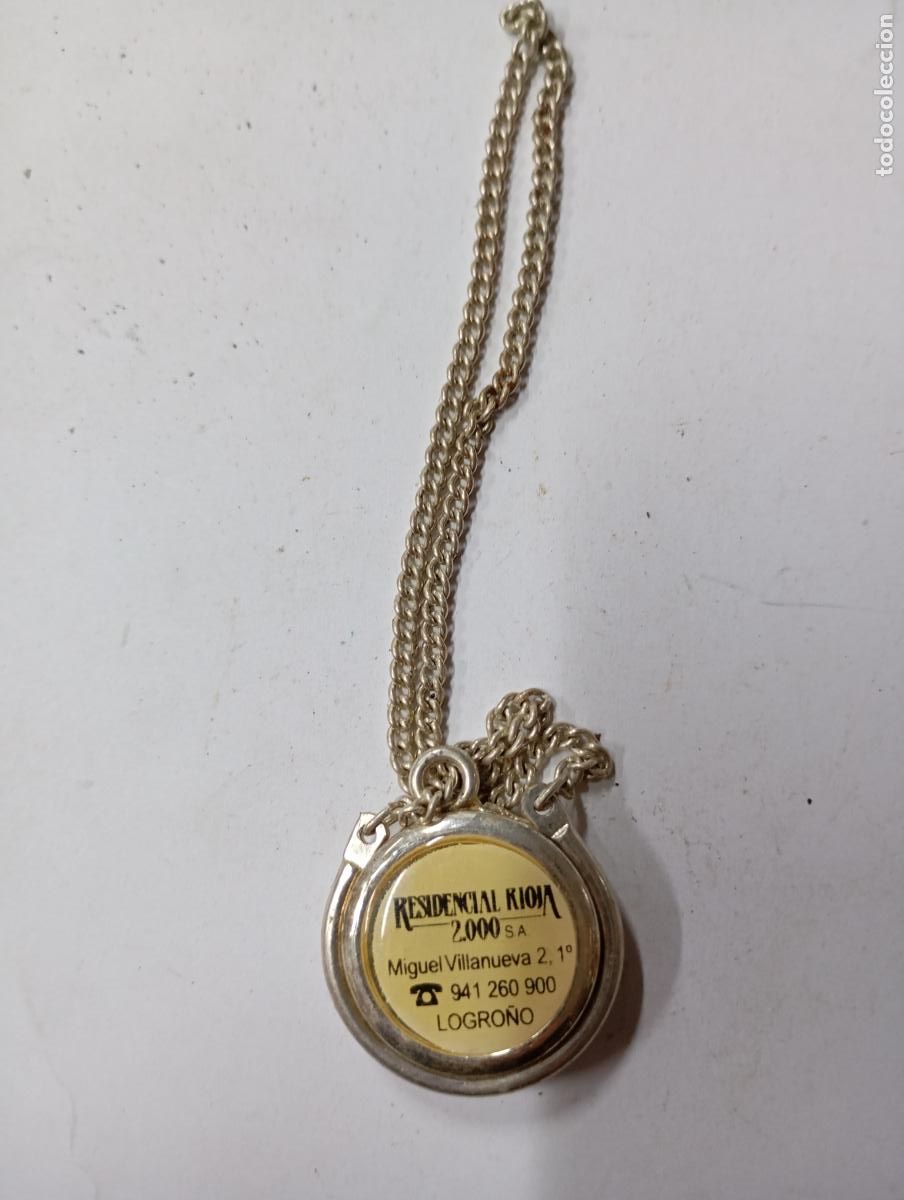 todocoleccion
RESIDENCIAL RIOJA
2.000 S.A.
Miguel Villanueva 2, 1º
☎ 941 260 900
LOGROÑO